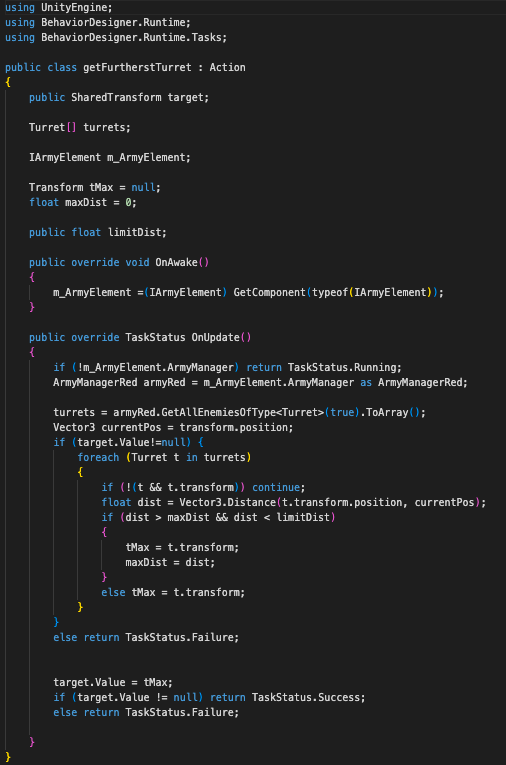 using UnityEngine;
using BehaviorDesigner.Runtime;
using BehaviorDesigner.Runtime.Tasks;
public class getFurtherstTurret : Action
{
public SharedTransform target;
Turret[] turrets;
IArmyElement m_ArmyElement;
Transform tMax = null;
float maxDist = 0;
public float limitDist;
public override void OnAwake()
{
m_ArmyElement =(IArmyElement) GetComponent(typeof(IArmyElement));
}
public override TaskStatus OnUpdate()
{
if (!m_ArmyElement.ArmyManager) return TaskStatus.Running;
ArmyManagerRed armyRed = m_ArmyElement.ArmyManager as ArmyManagerRed;
turrets = armyRed.GetAllEnemiesOfType<Turret>(true).ToArray();
Vector3 currentPos = transform.position;
if (target.Value!=null) {
foreach (Turret t in turrets)
{
if (!(t && t.transform)) continue;
float dist = Vector3.Distance(t.transform.position, currentPos);
if (dist > maxDist && dist < limitDist)
{
tMax = t.transform;
maxDist = dist;
}
else tMax = t.transform;
}
}
else return TaskStatus.Failure;
target.Value = tMax;
if (target.Value != null) return TaskStatus.Success;
else return TaskStatus.Failure;
}
}